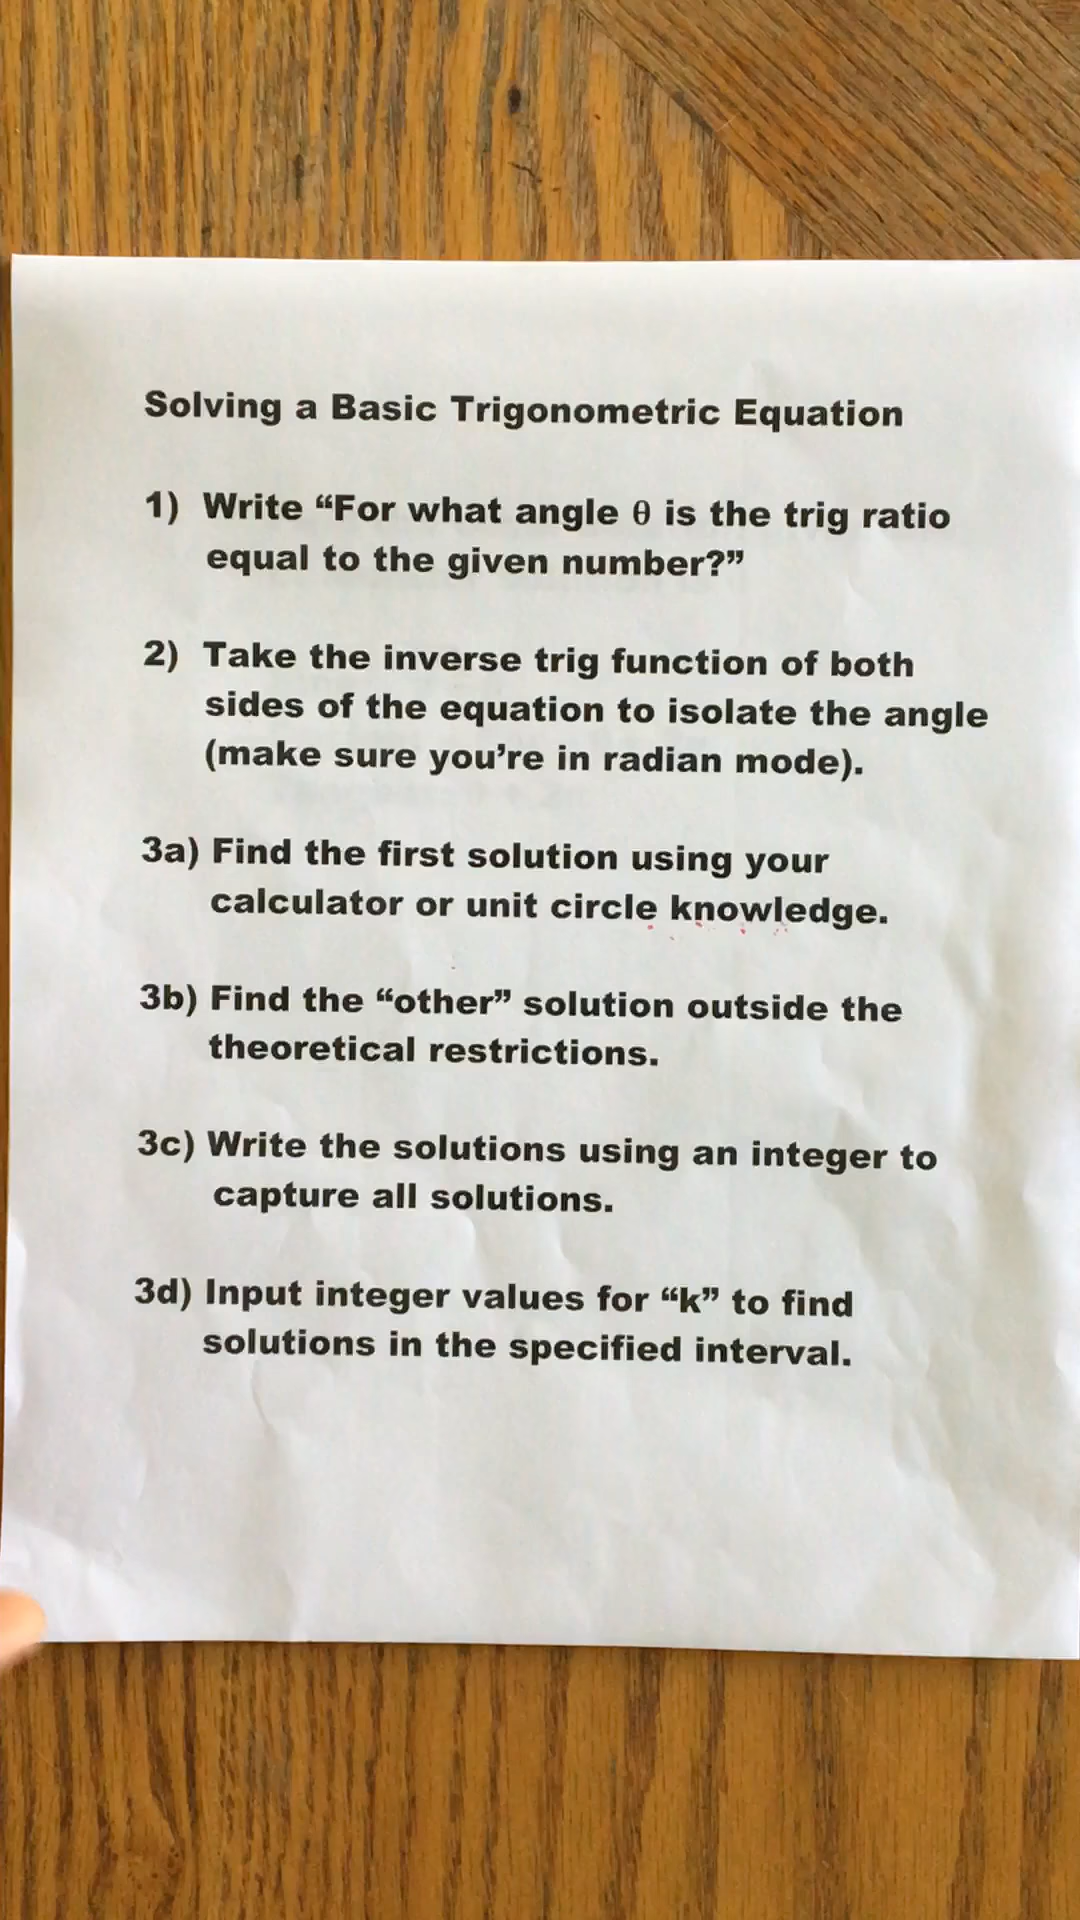 Solving a Basic Trigonometric Equation
1) Write “For what angle θ is the trig ratio
equal to the given number?”
2) Take the inverse trig function of both
sides of the equation to isolate the angle
(make sure you’re in radian mode).
3a) Find the first solution using your
calculator or unit circle knowledge.
3b) Find the “other” solution outside the
theoretical restrictions.
3c) Write the solutions using an integer to
capture all solutions.
3d) Input integer values for “k” to find
solutions in the specified interval.